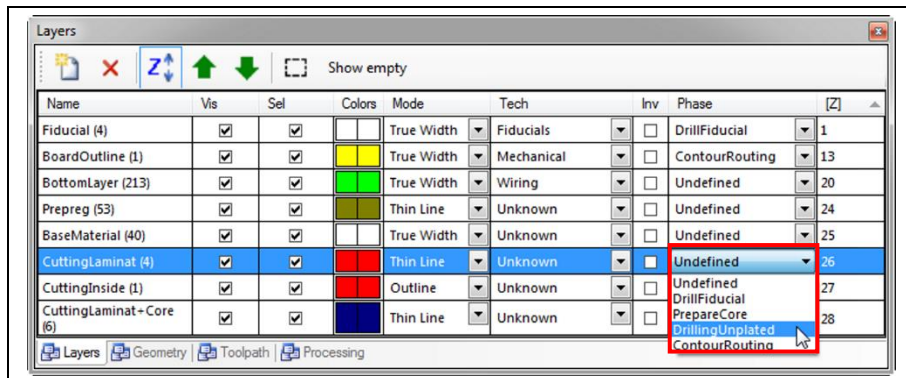 Layers
Z
Show empty
Name Vis Sel Colors Mode Tech Inv Phase [Z]
Fiducial (4) True Width Fiducials DrillFiducial 1
BoardOutline (1) True Width Mechanical ContourRouting 13
BottomLayer (213) True Width Wiring Undefined 20
Prepreg (53) Thin Line Unknown Undefined 24
BaseMaterial (40) True Width Unknown Undefined 25
CuttingLaminat (4) Thin Line Unknown Undefined 26
CuttingInside (1) Outline Unknown 27
CuttingLaminat+Core
(6) Thin Line Unknown 28
Undefined
DrillFiducial
PrepareCore
DrillingUnplated
ContourRouting
Layers Geometry Toolpath Processing